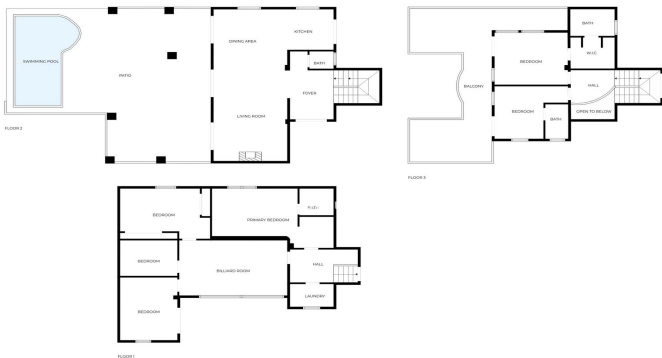 SWIMMING POOL
PATIO
DINING AREA
KITCHEN
BATH
FOYER
LIVING ROOM
FLOOR 2
BATH
W.I.C.
BEDROOM
HALL
BALCONY
BEDROOM
OPEN TO BELOW
BATH
FLOOR 3
BEDROOM
PRIMARY BEDROOM
BEDROOM
BILLIARD ROOM
HALL
LAUNDRY
BEDROOM
FLOOR 1